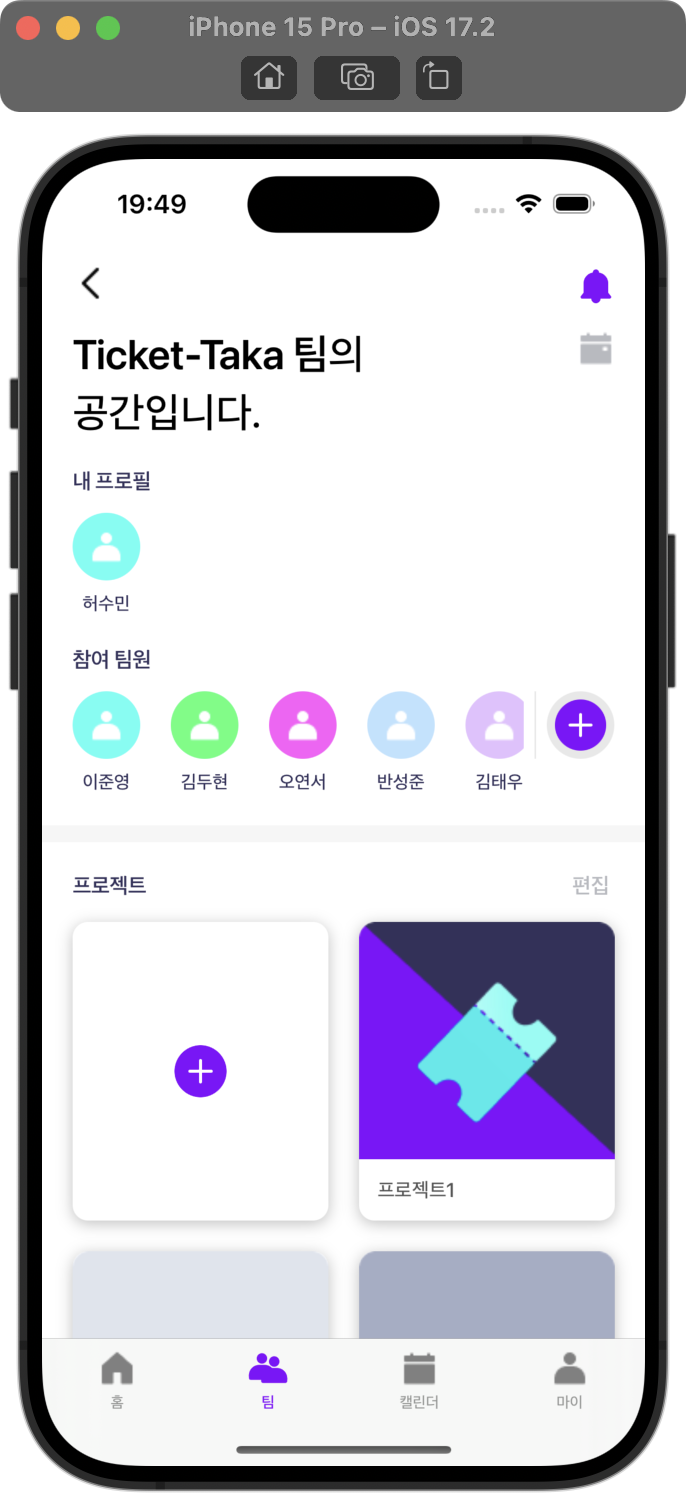 iPhone 15 Pro – iOS 17.2
19:49
Ticket-Taka 팀의
공간입니다.
내 프로필
허수민
참여 팀원
이준영 김두현 오연서 반성준 김태우
프로젝트 편집
프로젝트1
홈 팀 캘린더 마이